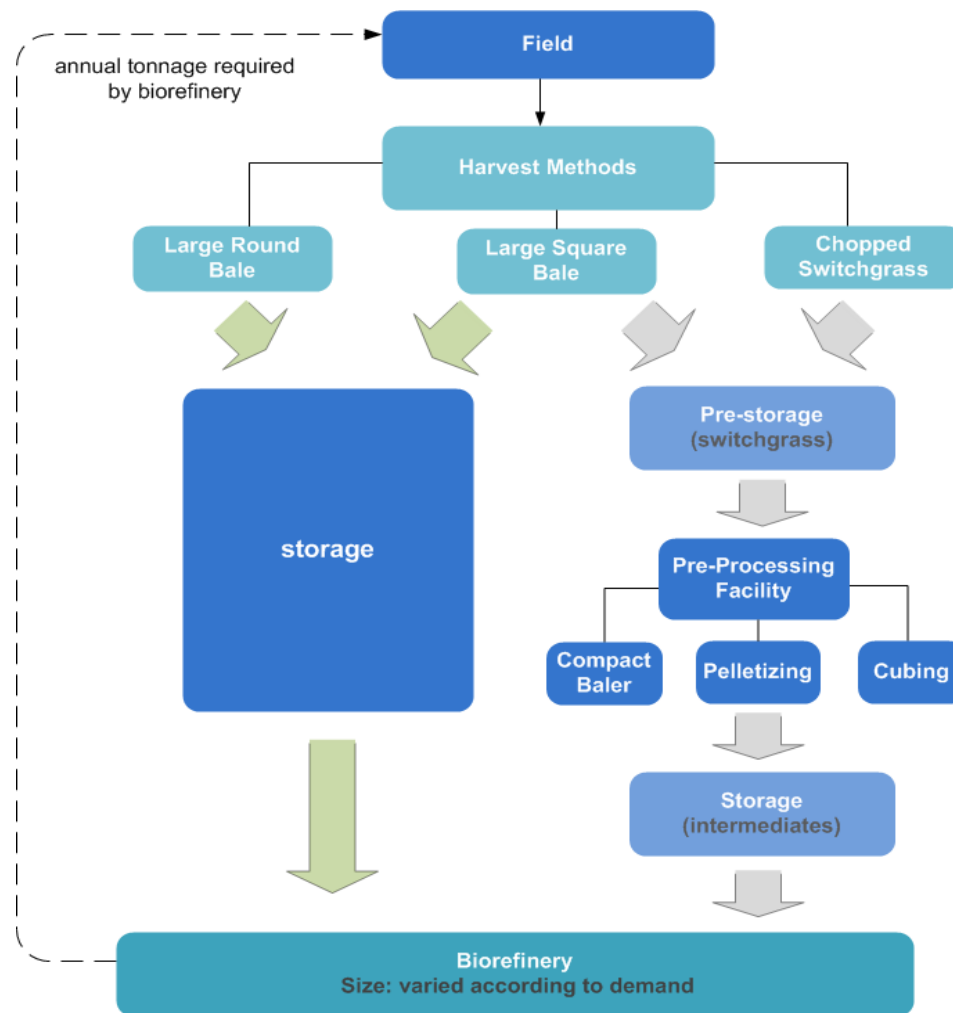 Field
annual tonnage required
by biorefinery
Harvest Methods
Large Round
Bale
Large Square
Bale
Chopped
Switchgrass
Pre-storage
(switchgrass)
storage
Pre-Processing
Facility
Compact
Baler
Pelletizing
Cubing
Storage
(intermediates)
Biorefinery
Size: varied according to demand